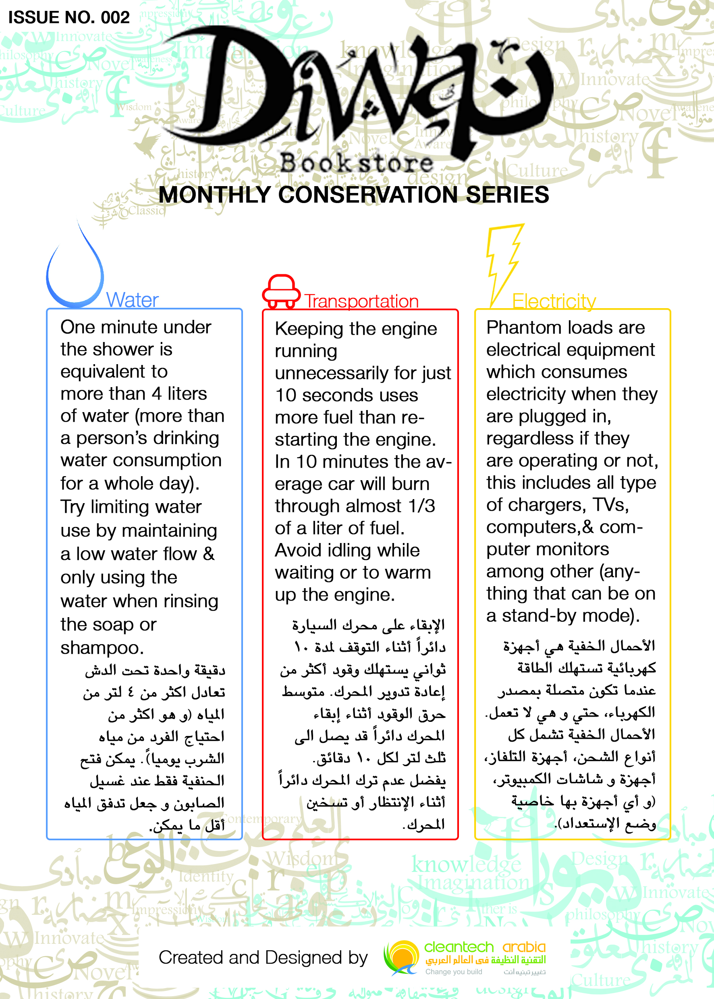 ISSUE NO. 002
DiWan
Bookstore
MONTHLY CONSERVATION SERIES
Water
One minute under
the shower is
equivalent to
more than 4 liters
of water (more than
a person’s drinking
water consumption
for a whole day).
Try limiting water
use by maintaining
a low water flow &
only using the
water when rinsing
the soap or
shampoo.
دقيقة واحدة تحت الدش
تعادل اكثر من ٤ لتر من
المياه (و هو اكثر من
احتياج الفرد من مياه
الشرب يومياً). يمكن فتح
الحنفية فقط عند غسيل
الصابون و جعل تدفق المياه
أقل ما يمكن.
Transportation
Keeping the engine
running
unnecessarily for just
10 seconds uses
more fuel than re-
starting the engine.
In 10 minutes the av-
erage car will burn
through almost 1/3
of a liter of fuel.
Avoid idling while
waiting or to warm
up the engine.
الإبقاء على محرك السيارة
دائراً أثناء التوقف لمدة ١٠
ثواني يستهلك وقود أكثر من
إعادة تدوير المحرك. متوسط
حرق الوقود أثناء إبقاء
المحرك دائراً قد يصل الى
ثلث لتر لكل ١٠ دقائق.
يفضل عدم ترك المحرك دائراً
أثناء الإنتظار أو تسخين
المحرك.
Electricity
Phantom loads are
electrical equipment
which consumes
electricity when they
are plugged in,
regardless if they
are operating or not,
this includes all type
of chargers, TVs,
computers,& com-
puter monitors
among other (any-
thing that can be on
a stand-by mode).
الأحمال الخفية هي أجهزة
كهربائية تستهلك الطاقة
عندما تكون متصلة بمصدر
الكهرباء، حتي و هي لا تعمل.
الأحمال الخفية تشمل كل
أنواع الشحن، أجهزة التلفاز،
أجهزة و شاشات الكمبيوتر،
(و أي أجهزة بها خاصية
وضع الإستعداد).
Created and Designed by
cleantech arabia
التقنية النظيفة فى العالم العربي
Change you build تغيير تبنيه أنت